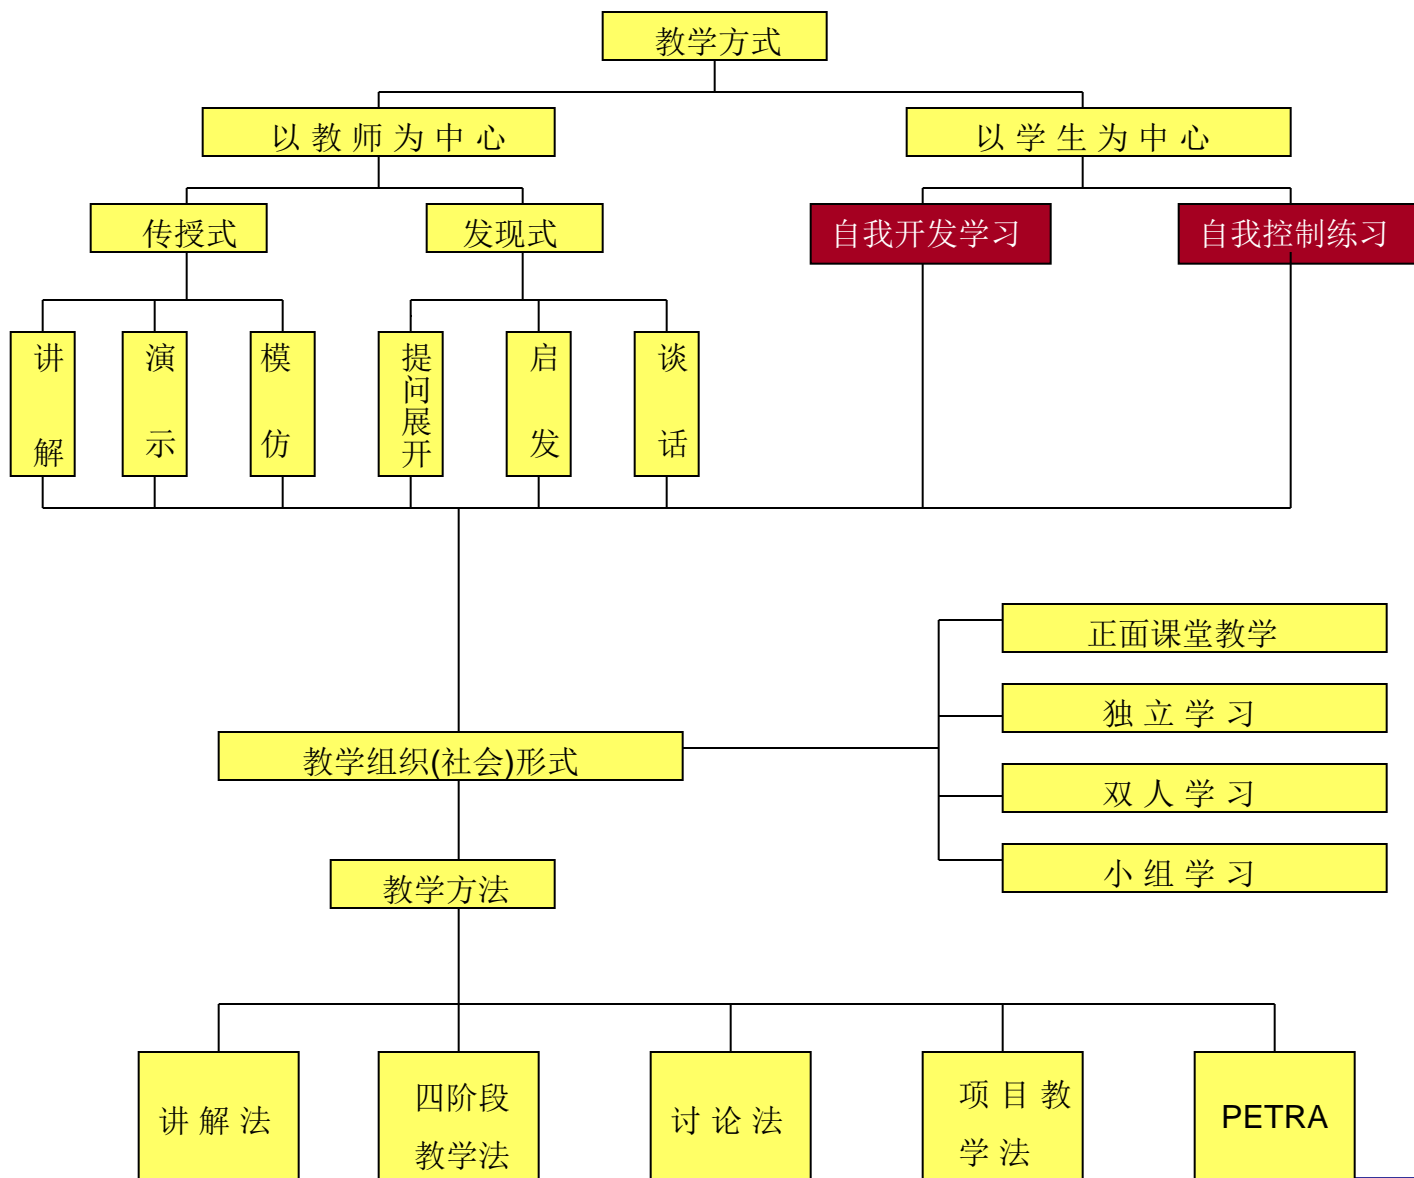 教学方式
以教师为中心
以学生为中心
传授式
发现式
自我开发学习
自我控制练习
讲解
演示
模仿
提问展开
启发
谈话
正面课堂教学
独立学习
教学组织(社会)形式
双人学习
小组学习
教学方法
讲解法
四阶段
教学法
讨论法
项目教
学法
PETRA